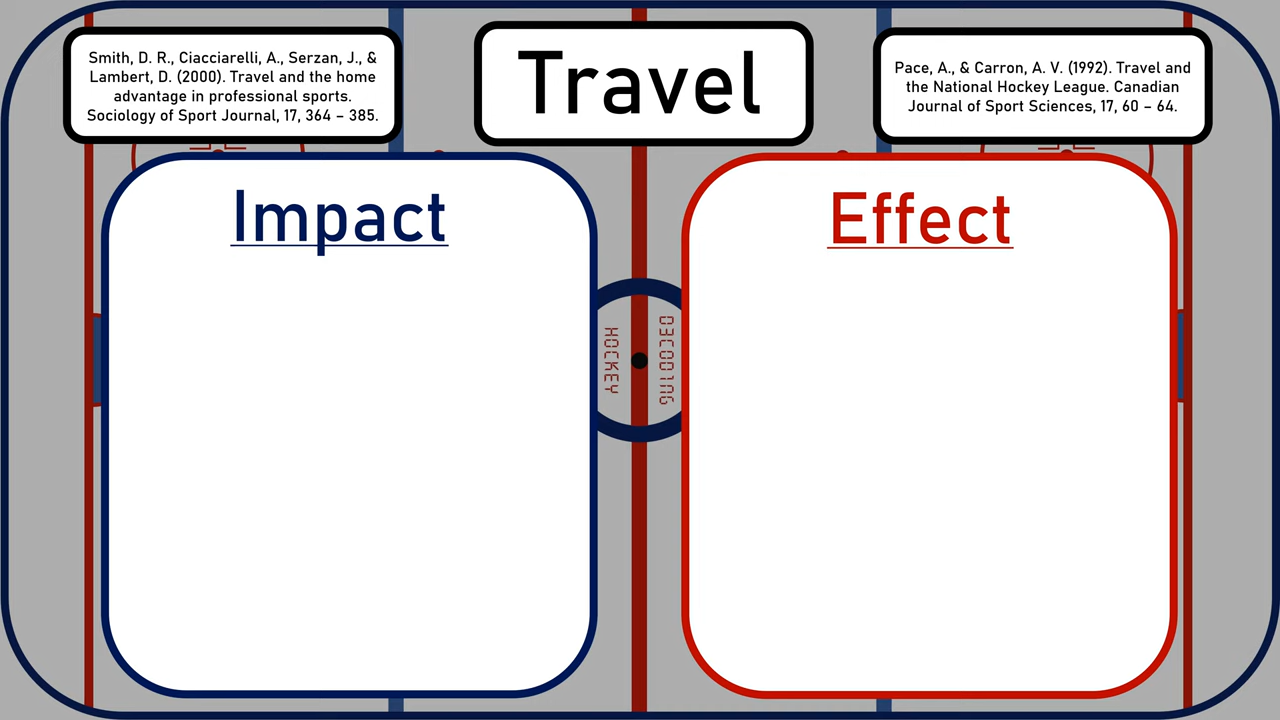 Smith, D. R., Ciacciarelli, A., Serzan, J., &
Lambert, D. (2000). Travel and the home
advantage in professional sports.
Sociology of Sport Journal, 17, 364 – 385.
Travel
Pace, A., & Carron, A. V. (1992). Travel and
the National Hockey League. Canadian
Journal of Sport Sciences, 17, 60 – 64.
Impact
Effect
HOCKEY
DECODING